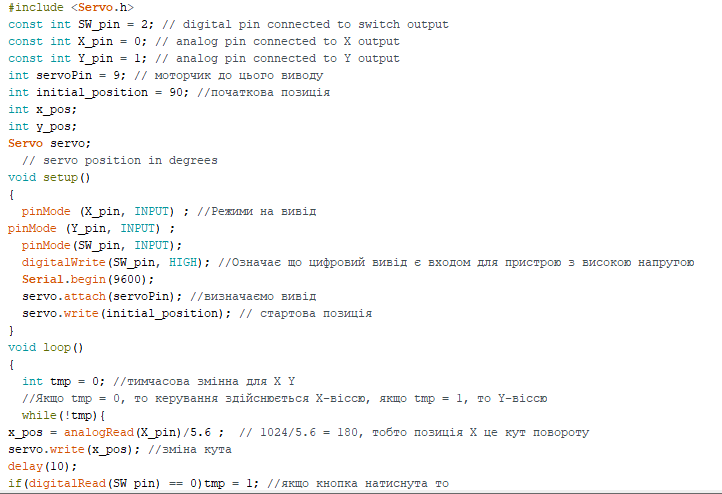 #include <Servo.h>
const int SW_pin = 2; // digital pin connected to switch output
const int X_pin = 0; // analog pin connected to X output
const int Y_pin = 1; // analog pin connected to Y output
int servoPin = 9; // моторчик до цього виводу
int initial_position = 90; //початкова позиція
int x_pos;
int y_pos;
Servo servo;
  // servo position in degrees
void setup()
{
  pinMode (X_pin, INPUT) ; //Режими на вивід
pinMode (Y_pin, INPUT) ;
  pinMode(SW_pin, INPUT);
  digitalWrite(SW_pin, HIGH); //Означає що цифровий вивід є входом для пристрою з високою напругою
  Serial.begin(9600);
  servo.attach(servoPin); //визначаємо вивід
  servo.write(initial_position); // стартова позиція
}
void loop()
{
  int tmp = 0; //тимчасова змінна для X Y
  //Якщо tmp = 0, то керування здійснюється X-віссю, якщо tmp = 1, то Y-віссю
  while(!tmp){
x_pos = analogRead(X_pin)/5.6 ;  // 1024/5.6 = 180, тобто позиція X це кут повороту
servo.write(x_pos); //зміна кута
delay(10);
if(digitalRead(SW_pin) == 0)tmp = 1; //якщо кнопка натиснута то